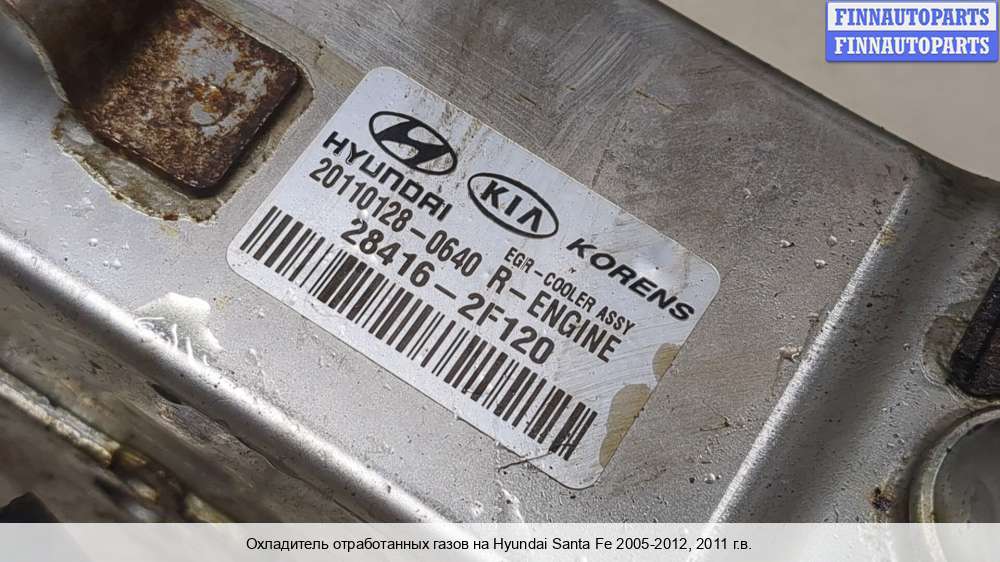 FINNAUTOPARTS
FINNAUTOPARTS
HYUNDAI
KIA
KORENS
EGR-COOLER ASSY
20110128-0640 R-ENGINE
28416-2F120
Охладитель отработанных газов на Hyundai Santa Fe 2005-2012, 2011 г.в.